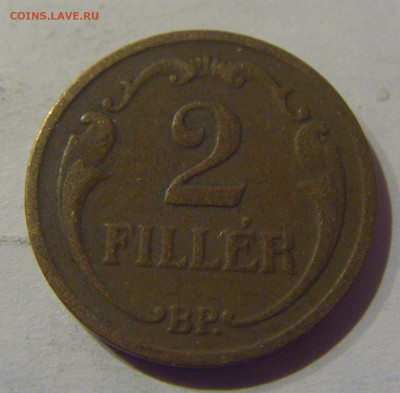 COINS.LAVE.RU
2
FILLÉR
BP.